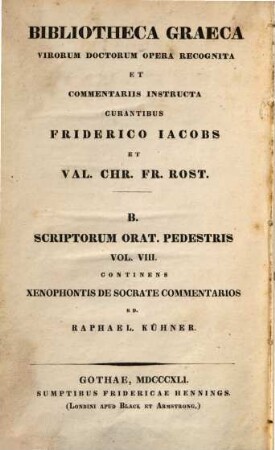 BIBLIOTHECA GRAECA
VIRORUM DOCTORUM OPERA RECOGNITA
ET
COMMENTARIIS INSTRUCTA
CURANTIBUS
FRIDERICO IACOBS
ET
VAL. CHR. FR. ROST.
B.
SCRIPTORUM ORAT. PEDESTRIS
VOL. VIII.
CONTINENS
XENOPHONTIS DE SOCRATE COMMENTARIOS
ED.
RAPHAEL. KÜHNER.
GOTHAE, MDCCCXLI.
SUMPTIBUS FRIDERICAE HENNINGS.
(LONDINI APUD BLACK ET ARMSTRONG.)